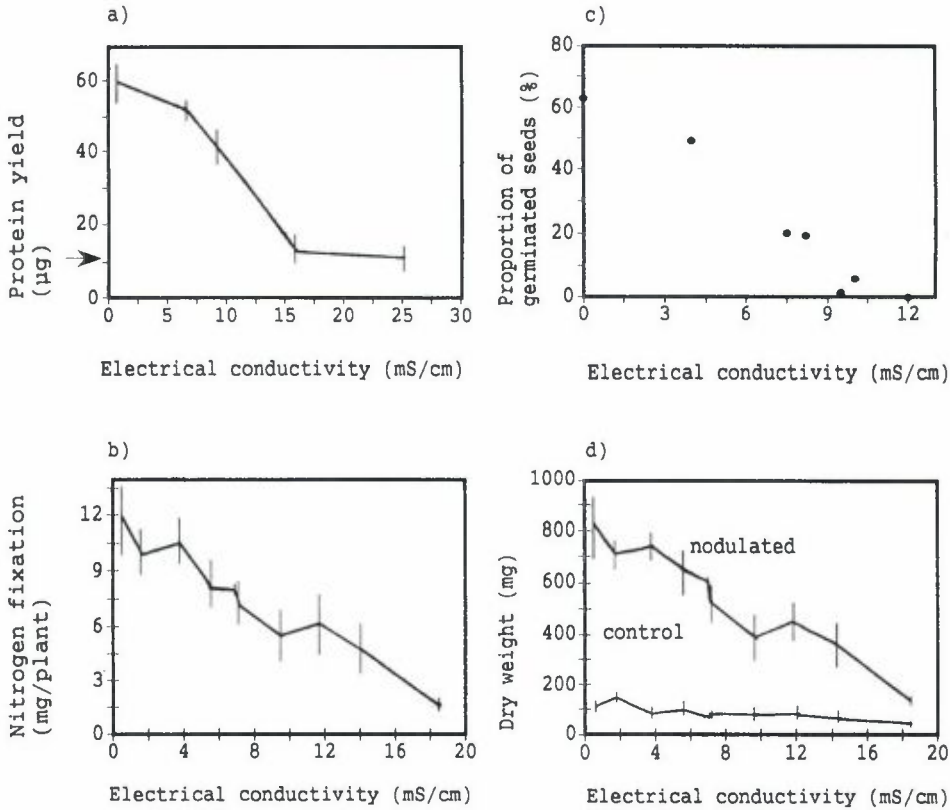 a)
Protein yield
(µg)
60
40
20
0
0 5 10 15 20 25 30
Electrical conductivity (mS/cm)
c)
Proportion of
germinated seeds (%)
80
60
40
20
0
0 3 6 9 12
Electrical conductivity (mS/cm)
b)
Nitrogen fixation
(mg/plant)
12
9
6
3
0
0 4 8 12 16 20
Electrical conductivity (mS/cm)
d)
Dry weight (mg)
1000
800
600
400
200
0
nodulated
control
0 4 8 12 16 20
Electrical conductivity (mS/cm)